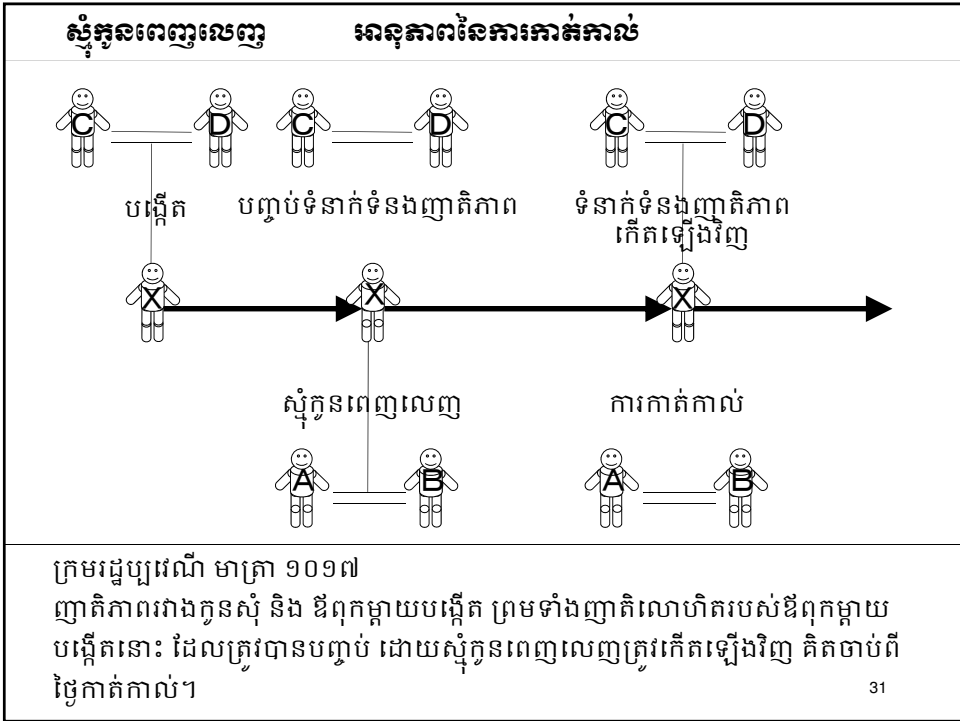 ស្មុំកូនពេញលេញ អានុភាពនៃការកាត់កាល់
C D C D C D
បង្កើត បញ្ចប់ទំនាក់ទំនងញាតិភាព ទំនាក់ទំនងញាតិភាព
កើតឡើងវិញ
X X X
ស្មុំកូនពេញលេញ ការកាត់កាល់
A B A B
ក្រមរដ្ឋប្បវេណី មាត្រា ១០១៧
ញាតិភាពរវាងកូនសុំ និង ឪពុកម្តាយបង្កើត ព្រមទាំងញាតិលោហិតរបស់ឪពុកម្តាយ
បង្កើតនោះ ដែលត្រូវបានបញ្ចប់ ដោយស្មុំកូនពេញលេញត្រូវកើតឡើងវិញ គិតចាប់ពី
ថ្ងៃកាត់កាល់។
31